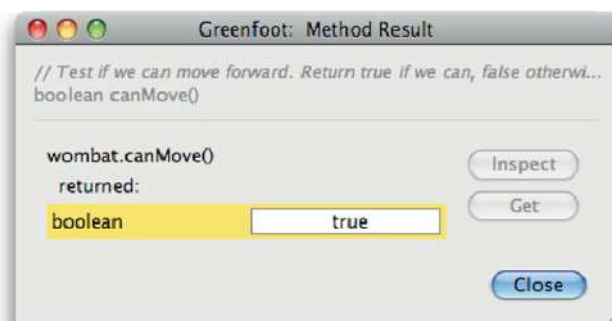 Greenfoot: Method Result
// Test if we can move forward. Return true if we can, false otherwi...
boolean canMove()
wombat.canMove()
returned:
boolean true
Inspect
Get
Close